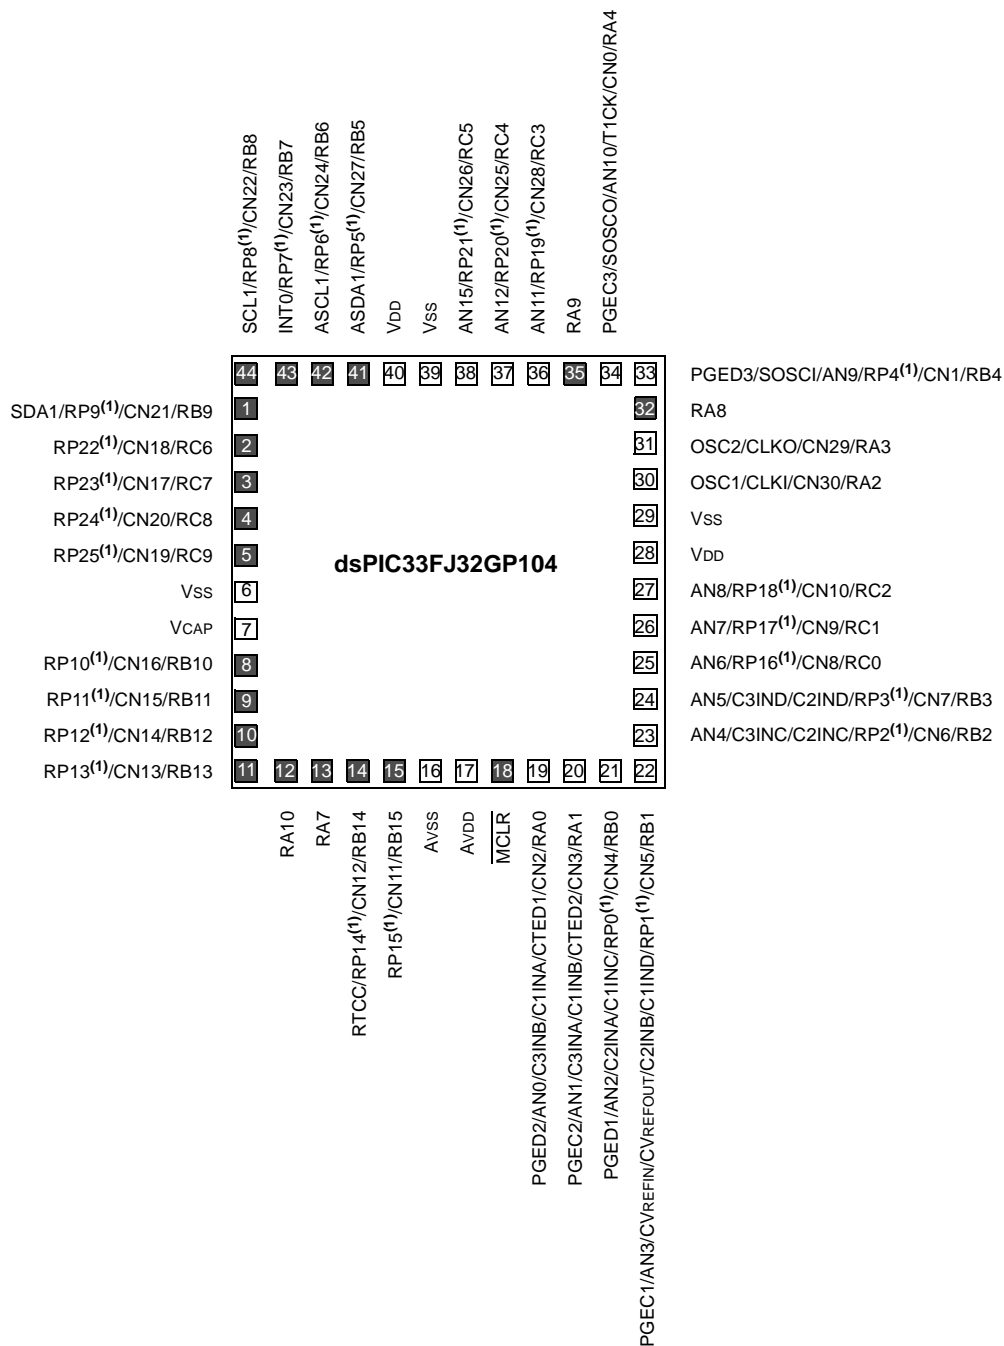 SCL1/RP8(1)/CN22/RB8
INT0/RP7(1)/CN23/RB7
ASCL1/RP6(1)/CN24/RB6
ASDA1/RP5(1)/CN27/RB5
VDD
VSS
AN15/RP21(1)/CN26/RC5
AN12/RP20(1)/CN25/RC4
AN11/RP19(1)/CN28/RC3
RA9
PGEC3/SOSCO/AN10/T1CK/CN0/RA4
44 43 42 41 40 39 38 37 36 35 34 33
PGED3/SOSCI/AN9/RP4(1)/CN1/RB4
SDA1/RP9(1)/CN21/RB9 1
32 RA8
RP22(1)/CN18/RC6 2
31 OSC2/CLKO/CN29/RA3
RP23(1)/CN17/RC7 3
30 OSC1/CLKI/CN30/RA2
RP24(1)/CN20/RC8 4
29 VSS
RP25(1)/CN19/RC9 5
dsPIC33FJ32GP104
28 VDD
VSS 6
27 AN8/RP18(1)/CN10/RC2
VCAP 7
26 AN7/RP17(1)/CN9/RC1
RP10(1)/CN16/RB10 8
25 AN6/RP16(1)/CN8/RC0
RP11(1)/CN15/RB11 9
24 AN5/C3IND/C2IND/RP3(1)/CN7/RB3
RP12(1)/CN14/RB12 10
23 AN4/C3INC/C2INC/RP2(1)/CN6/RB2
RP13(1)/CN13/RB13
11 12 13 14 15 16 17 18 19 20 21 22
RA10
RA7
RTCC/RP14(1)/CN12/RB14
RP15(1)/CN11/RB15
AVSS
AVDD
MCLR
PGED2/AN0/C3INB/C1INA/CTED1/CN2/RA0
PGEC2/AN1/C3INA/C1INB/CTED2/CN3/RA1
PGED1/AN2/C2INA/C1INC/RP0(1)/CN4/RB0
PGEC1/AN3/CVREFIN/CVREFOUT/C2INB/C1IND/RP1(1)/CN5/RB1